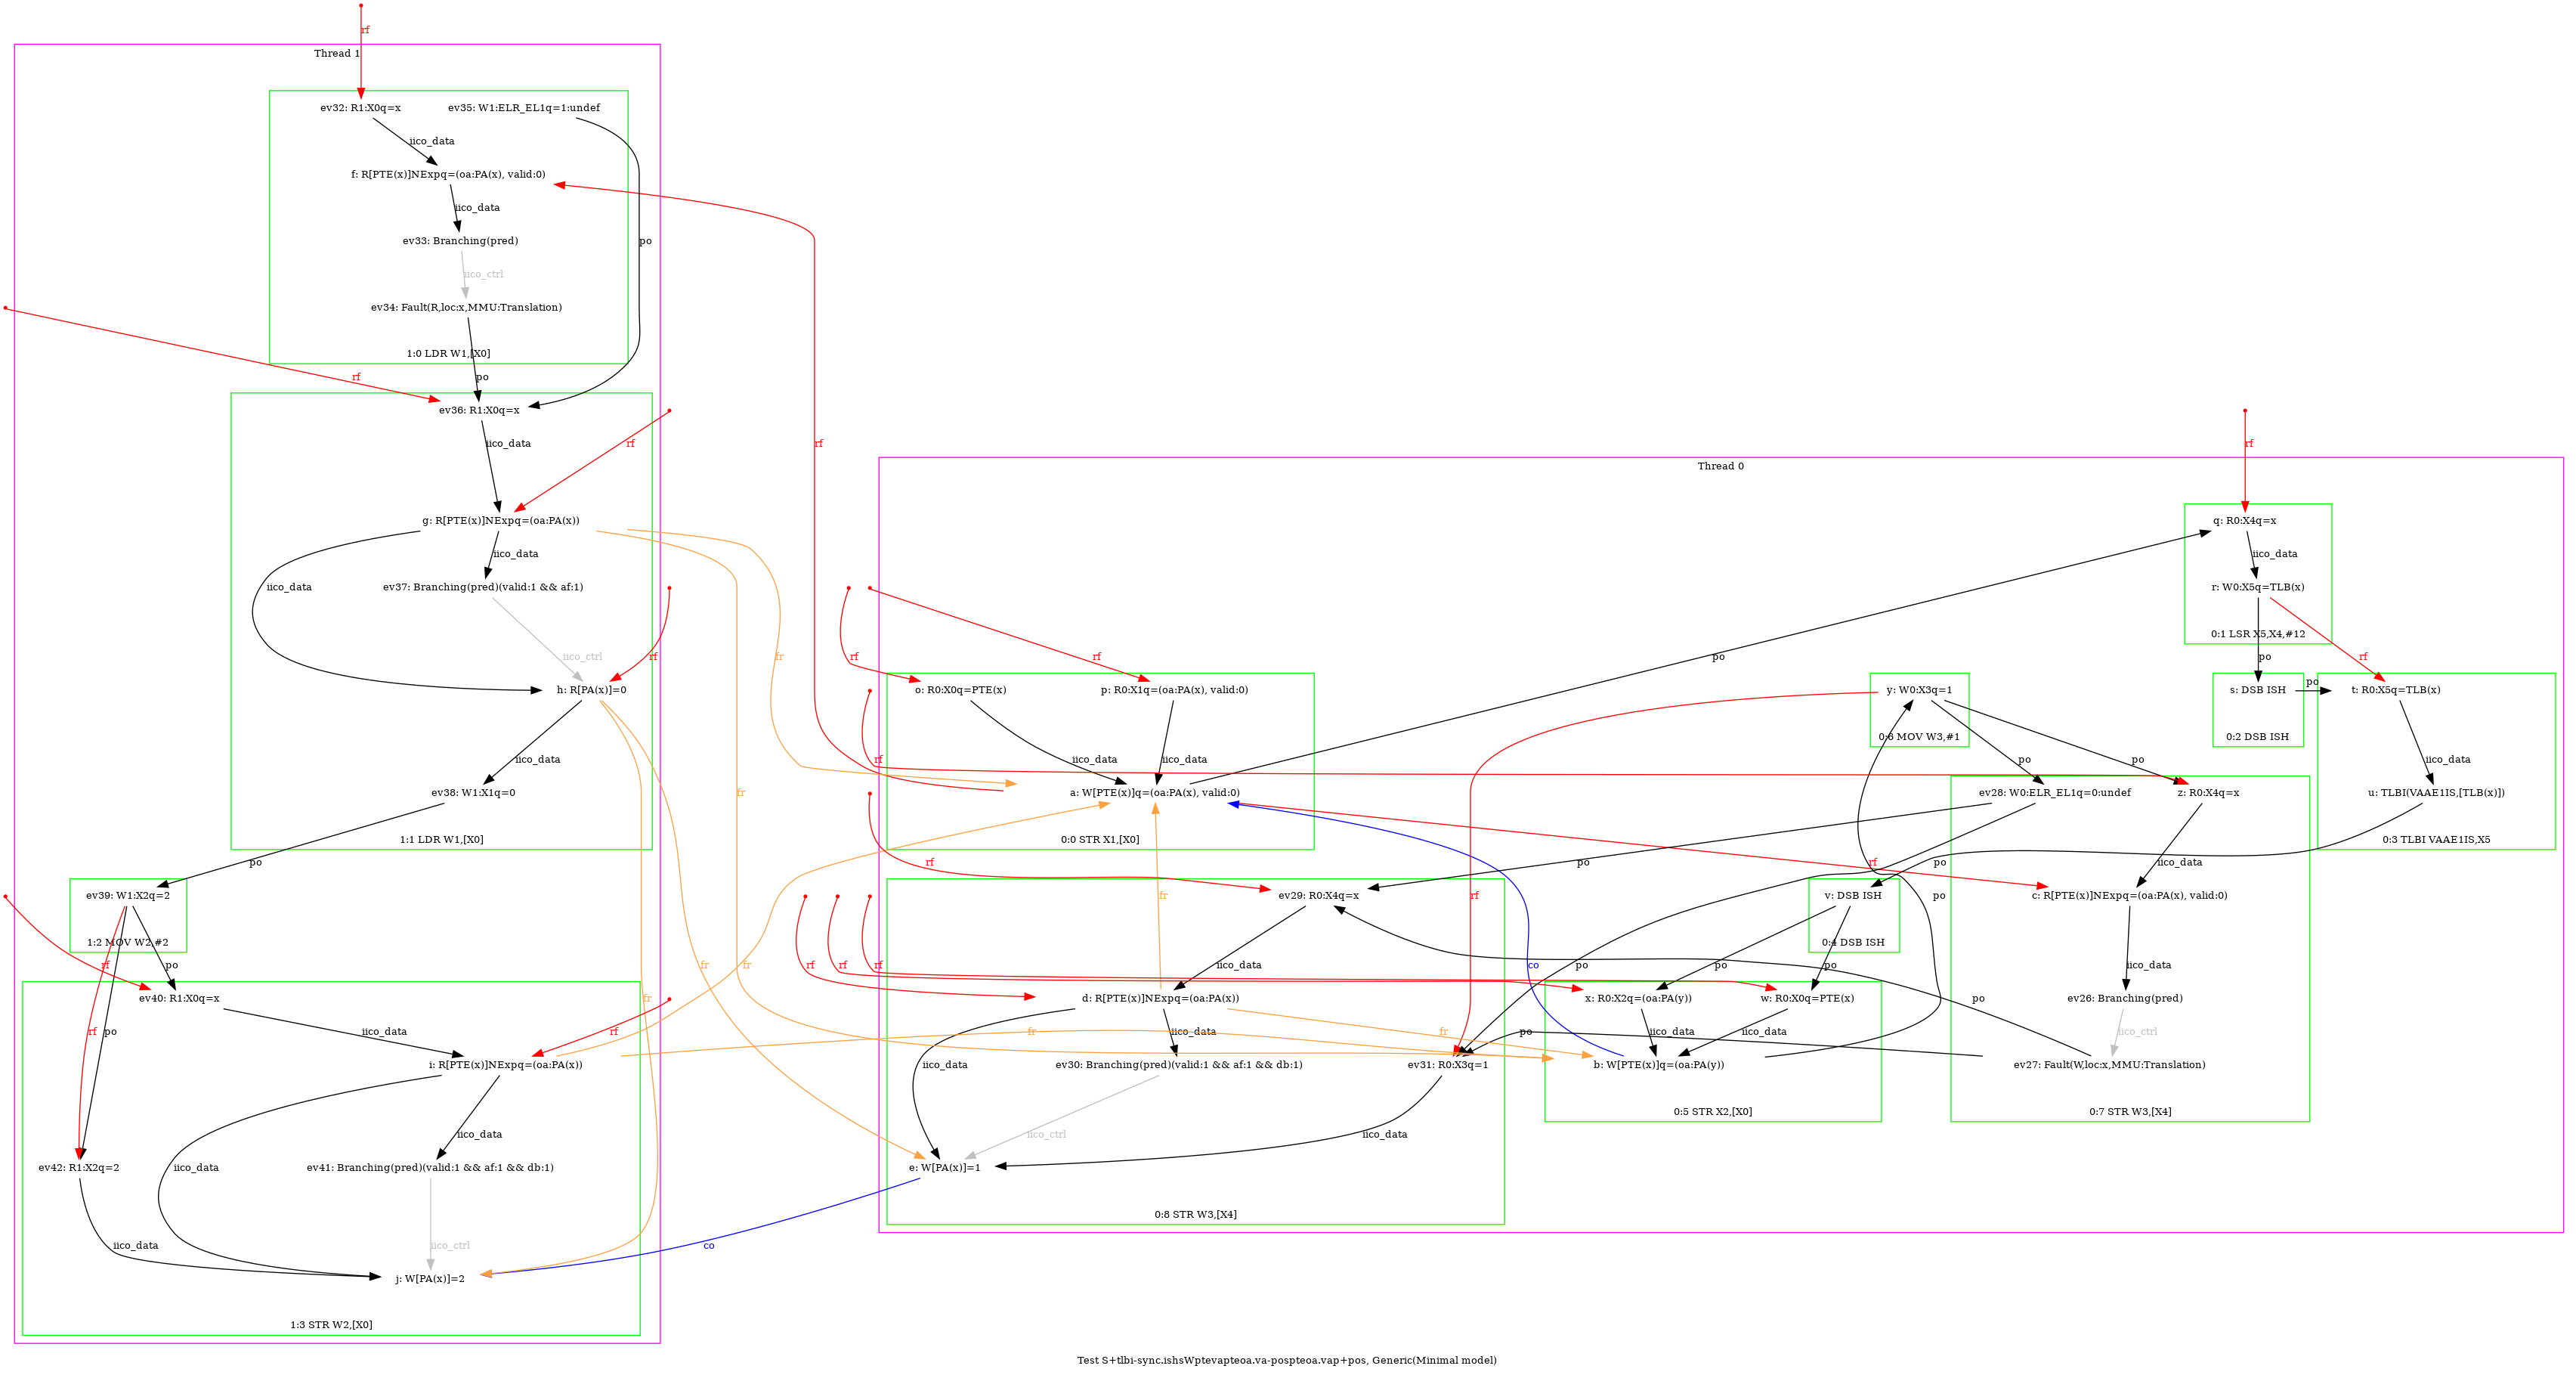 rf
Thread 1
ev32: R1:X0q=x
ev35: W1:ELR_EL1q=1:undef
iico_data
f: R[PTE(x)]NExpq=(oa:PA(x), valid:0)
iico_data
ev33: Branching(pred)
po
iico_ctrl
ev34: Fault(R,loc:x,MMU:Translation)
1:0 LDR W1,[X0]
rf
po
ev36: R1:X0q=x
iico_data
rf
rf
rf
Thread 0
g: R[PTE(x)]NExpq=(oa:PA(x))
q: R0:X4q=x
iico_data
iico_data
iico_data
ev37: Branching(pred)(valid:1 && af:1)
r: W0:X5q=TLB(x)
0:1 LSR X5,X4,#12
iico_ctrl
rf
fr
rf
rf
po
po
rf
h: R[PA(x)]=0
o: R0:X0q=PTE(x)
p: R0:X1q=(oa:PA(x), valid:0)
y: W0:X3q=1
s: DSB ISH
po
t: R0:X5q=TLB(x)
0:6 MOV W3,#1
0:2 DSB ISH
iico_data
rf
iico_data
iico_data
po
po
iico_data
ev38: W1:X1q=0
fr
a: W[PTE(x)]q=(oa:PA(x), valid:0)
ev28: W0:ELR_EL1q=0:undef
z: R0:X4q=x
u: TLBI(VAAE1IS,[TLB(x)])
1:1 LDR W1,[X0]
0:0 STR X1,[X0]
0:3 TLBI VAAE1IS,X5
po
rf
po
rf
iico_data
po
ev39: W1:X2q=2
fr
ev29: R0:X4q=x
rf
v: DSB ISH
po
c: R[PTE(x)]NExpq=(oa:PA(x), valid:0)
1:2 MOV W2,#2
0:4 DSB ISH
rf
po
fr
fr
rf
rf
rf
iico_data
co
po
po
po
iico_data
ev40: R1:X0q=x
fr
d: R[PTE(x)]NExpq=(oa:PA(x))
x: R0:X2q=(oa:PA(y))
w: R0:X0q=PTE(x)
po
ev26: Branching(pred)
rf
po
iico_data
rf
fr
iico_data
fr
po
iico_data
iico_data
iico_ctrl
i: R[PTE(x)]NExpq=(oa:PA(x))
iico_data
ev30: Branching(pred)(valid:1 && af:1 && db:1)
ev31: R0:X3q=1
b: W[PTE(x)]q=(oa:PA(y))
ev27: Fault(W,loc:x,MMU:Translation)
0:5 STR X2,[X0]
0:7 STR W3,[X4]
iico_data
iico_ctrl
iico_data
ev42: R1:X2q=2
iico_data
ev41: Branching(pred)(valid:1 && af:1 && db:1)
e: W[PA(x)]=1
0:8 STR W3,[X4]
iico_data
iico_ctrl
co
j: W[PA(x)]=2
1:3 STR W2,[X0]
Test S+tlbi-sync.ishsWptevapteoa.va-pospteoa.vap+pos, Generic(Minimal model)